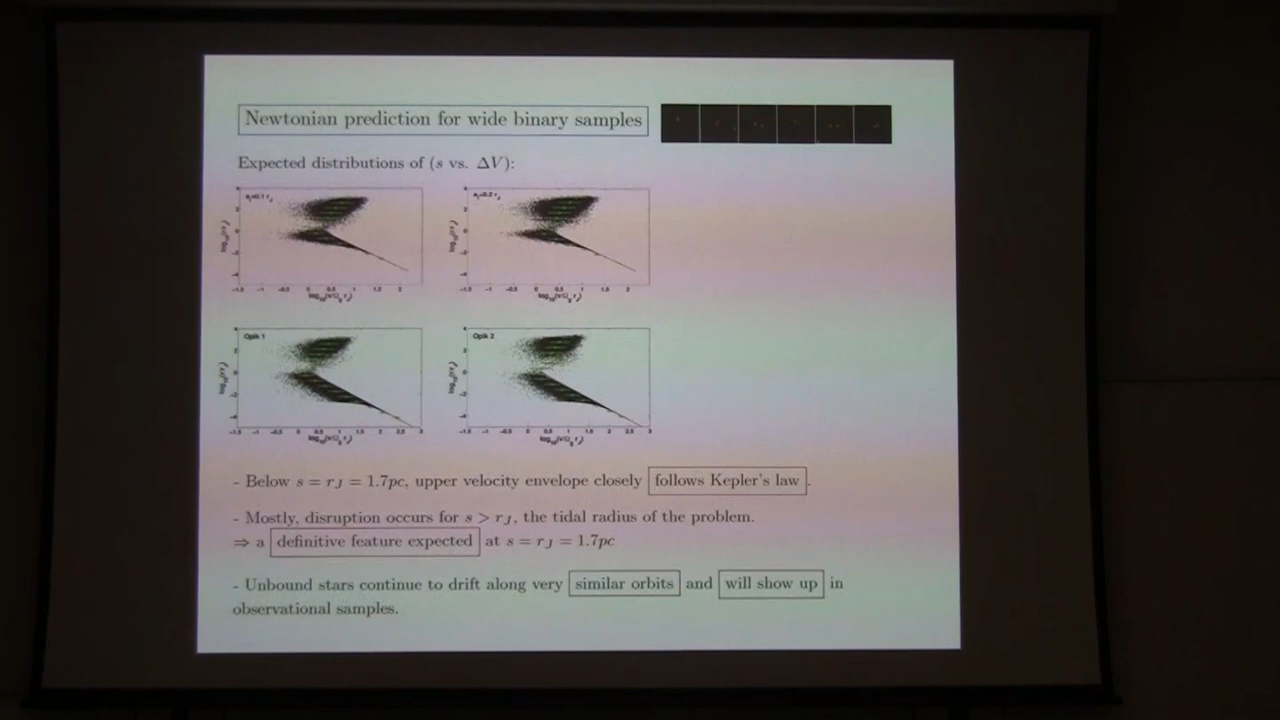 Newtonian prediction for wide binary samples
Expected distributions of (s vs. ΔV):
Opik 1
Opik 2
- Below s = rJ = 1.7pc, upper velocity envelope closely follows Kepler's law.
- Mostly, disruption occurs for s > rJ, the tidal radius of the problem.
⇒ a definitive feature expected at s = rJ = 1.7pc
- Unbound stars continue to drift along very similar orbits and will show up in
observational samples.